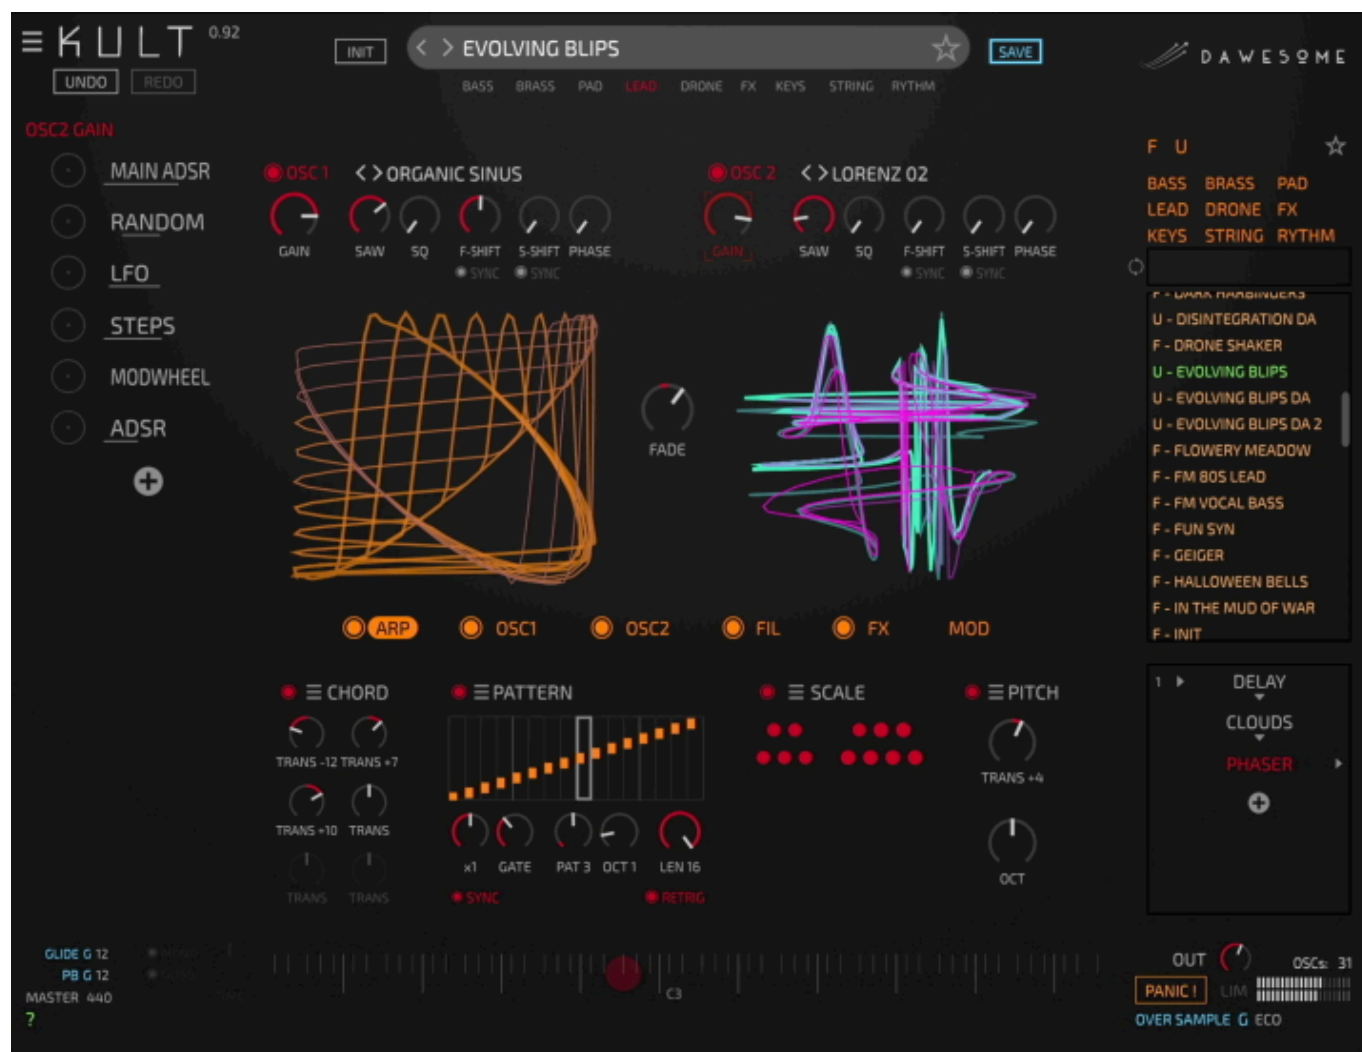 KULT 0.92
INIT
< > EVOLVING BLIPS
SAVE
DAWESOME
UNDO REDO
BASS BRASS PAD LEAD DRONE FX KEYS STRING RYTHM
OSC2 GAIN
MAIN ADSR
RANDOM
LFO
STEPS
MODWHEEL
ADSR
OSC 1 < > ORGANIC SINUS
GAIN SAW SQ F-SHIFT S-SHIFT PHASE
SYNC SYNC
OSC 2 < > LORENZ 02
GAIN SAW SQ F-SHIFT S-SHIFT PHASE
SYNC SYNC
FADE
F U
BASS BRASS PAD
LEAD DRONE FX
KEYS STRING RYTHM
F - DARK HARBINGERS
U - DISINTEGRATION DA
F - DRONE SHAKER
U - EVOLVING BLIPS
U - EVOLVING BLIPS DA
U - EVOLVING BLIPS DA 2
F - FLOWERY MEADOW
F - FM 80S LEAD
F - FM VOCAL BASS
F - FUN SYN
F - GEIGER
F - HALLOWEEN BELLS
F - IN THE MUD OF WAR
F - INIT
ARP OSC1 OSC2 FIL FX MOD
CHORD
TRANS -12 TRANS +7
TRANS +10 TRANS
TRANS TRANS
PATTERN
x1 GATE PAT 3 OCT 1 LEN 16
SYNC RETRIG
SCALE
PITCH
TRANS +4
OCT
1 DELAY
CLOUDS
PHASER
GLIDE G 12
PB G 12
MASTER 440
?
C3
OUT OSCs: 31
PANIC ! LIM
OVER SAMPLE G ECO